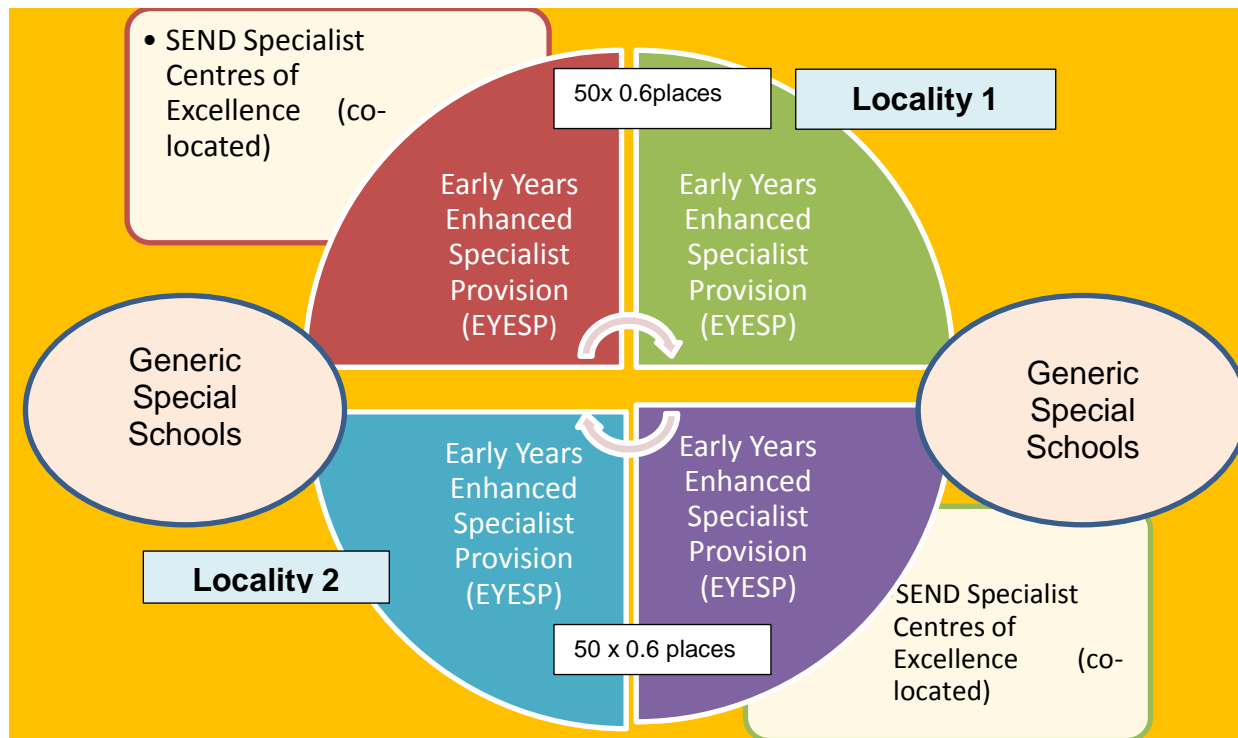 • SEND Specialist
Centres of
Excellence (co-
located)
50x 0.6places
Locality 1
Early Years
Enhanced
Specialist
Provision
(EYESP)
Early Years
Enhanced
Specialist
Provision
(EYESP)
Generic
Special
Schools
Generic
Special
Schools
Early Years
Enhanced
Specialist
Provision
(EYESP)
Early Years
Enhanced
Specialist
Provision
(EYESP)
Locality 2
50 x 0.6 places
SEND Specialist
Centres of
Excellence (co-
located)